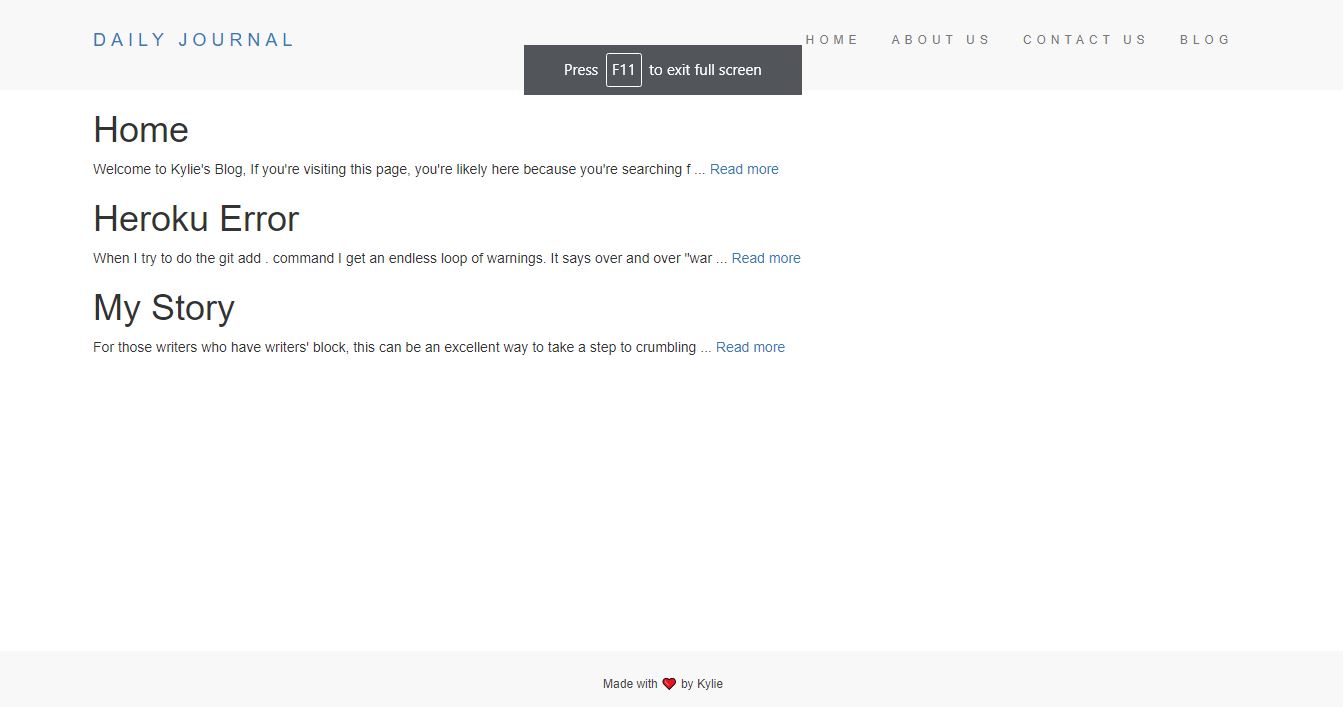 DAILY JOURNAL
HOME ABOUT US CONTACT US BLOG
Press F11 to exit full screen
Home
Welcome to Kylie's Blog, If you're visiting this page, you're likely here because you're searching f ... Read more
Heroku Error
When I try to do the git add . command I get an endless loop of warnings. It says over and over "war ... Read more
My Story
For those writers who have writers' block, this can be an excellent way to take a step to crumbling ... Read more
Made with ❤ by Kylie